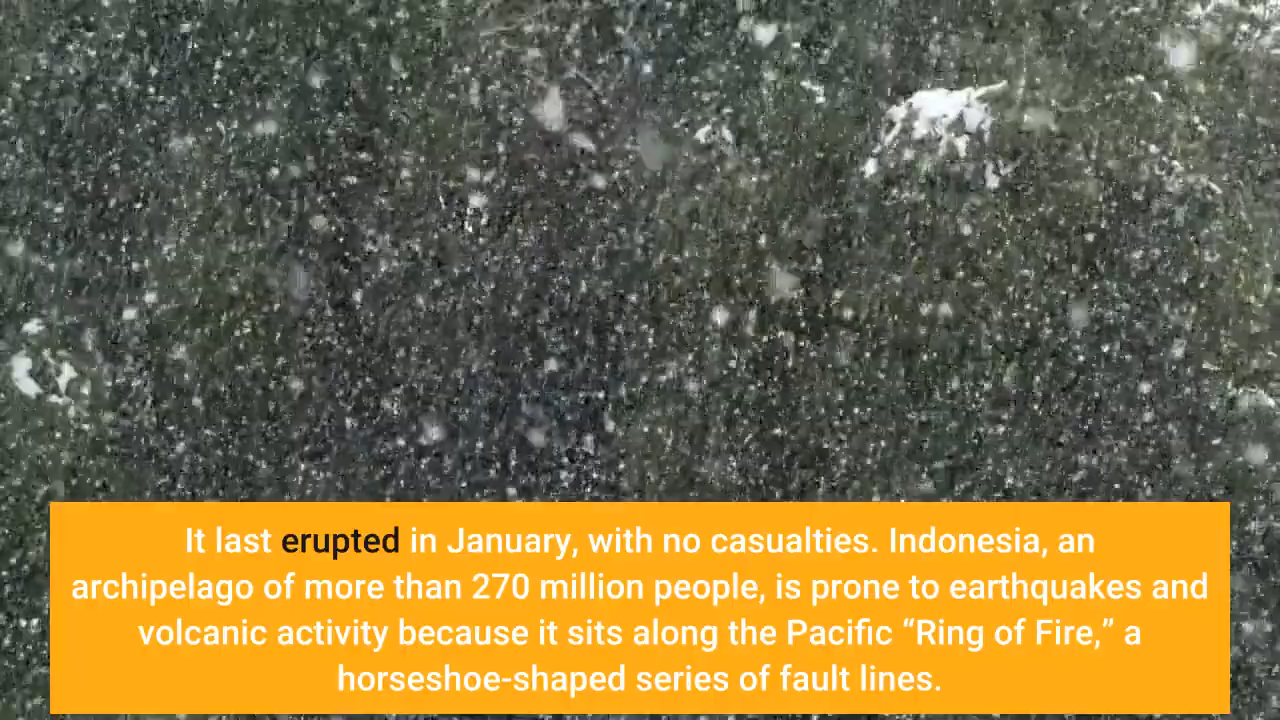 It last erupted in January, with no casualties. Indonesia, an
archipelago of more than 270 million people, is prone to earthquakes and
volcanic activity because it sits along the Pacific “Ring of Fire,” a
horseshoe-shaped series of fault lines.